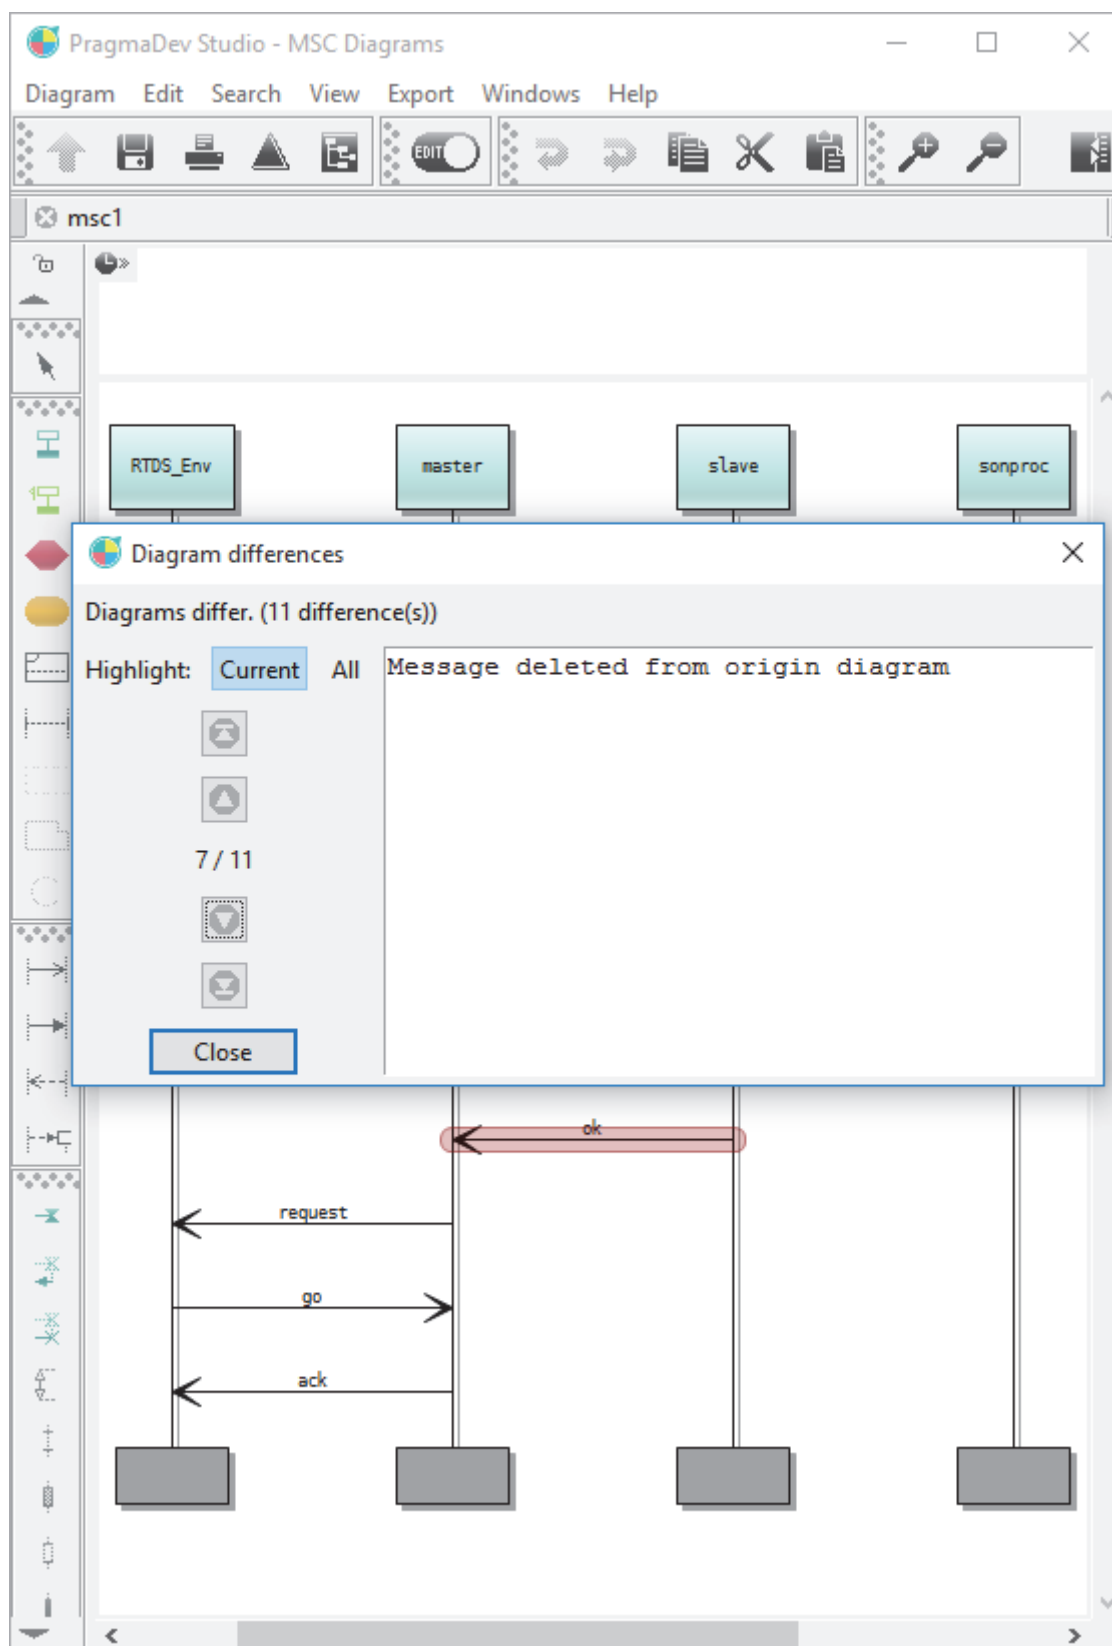 PragmaDev Studio - MSC Diagrams
Diagram Edit Search View Export Windows Help
EDIT
msc1
RTDS_Env master slave sonproc
Diagram differences
Diagrams differ. (11 difference(s))
Highlight: Current All
Message deleted from origin diagram
7 / 11
Close
ok
request
go
ack